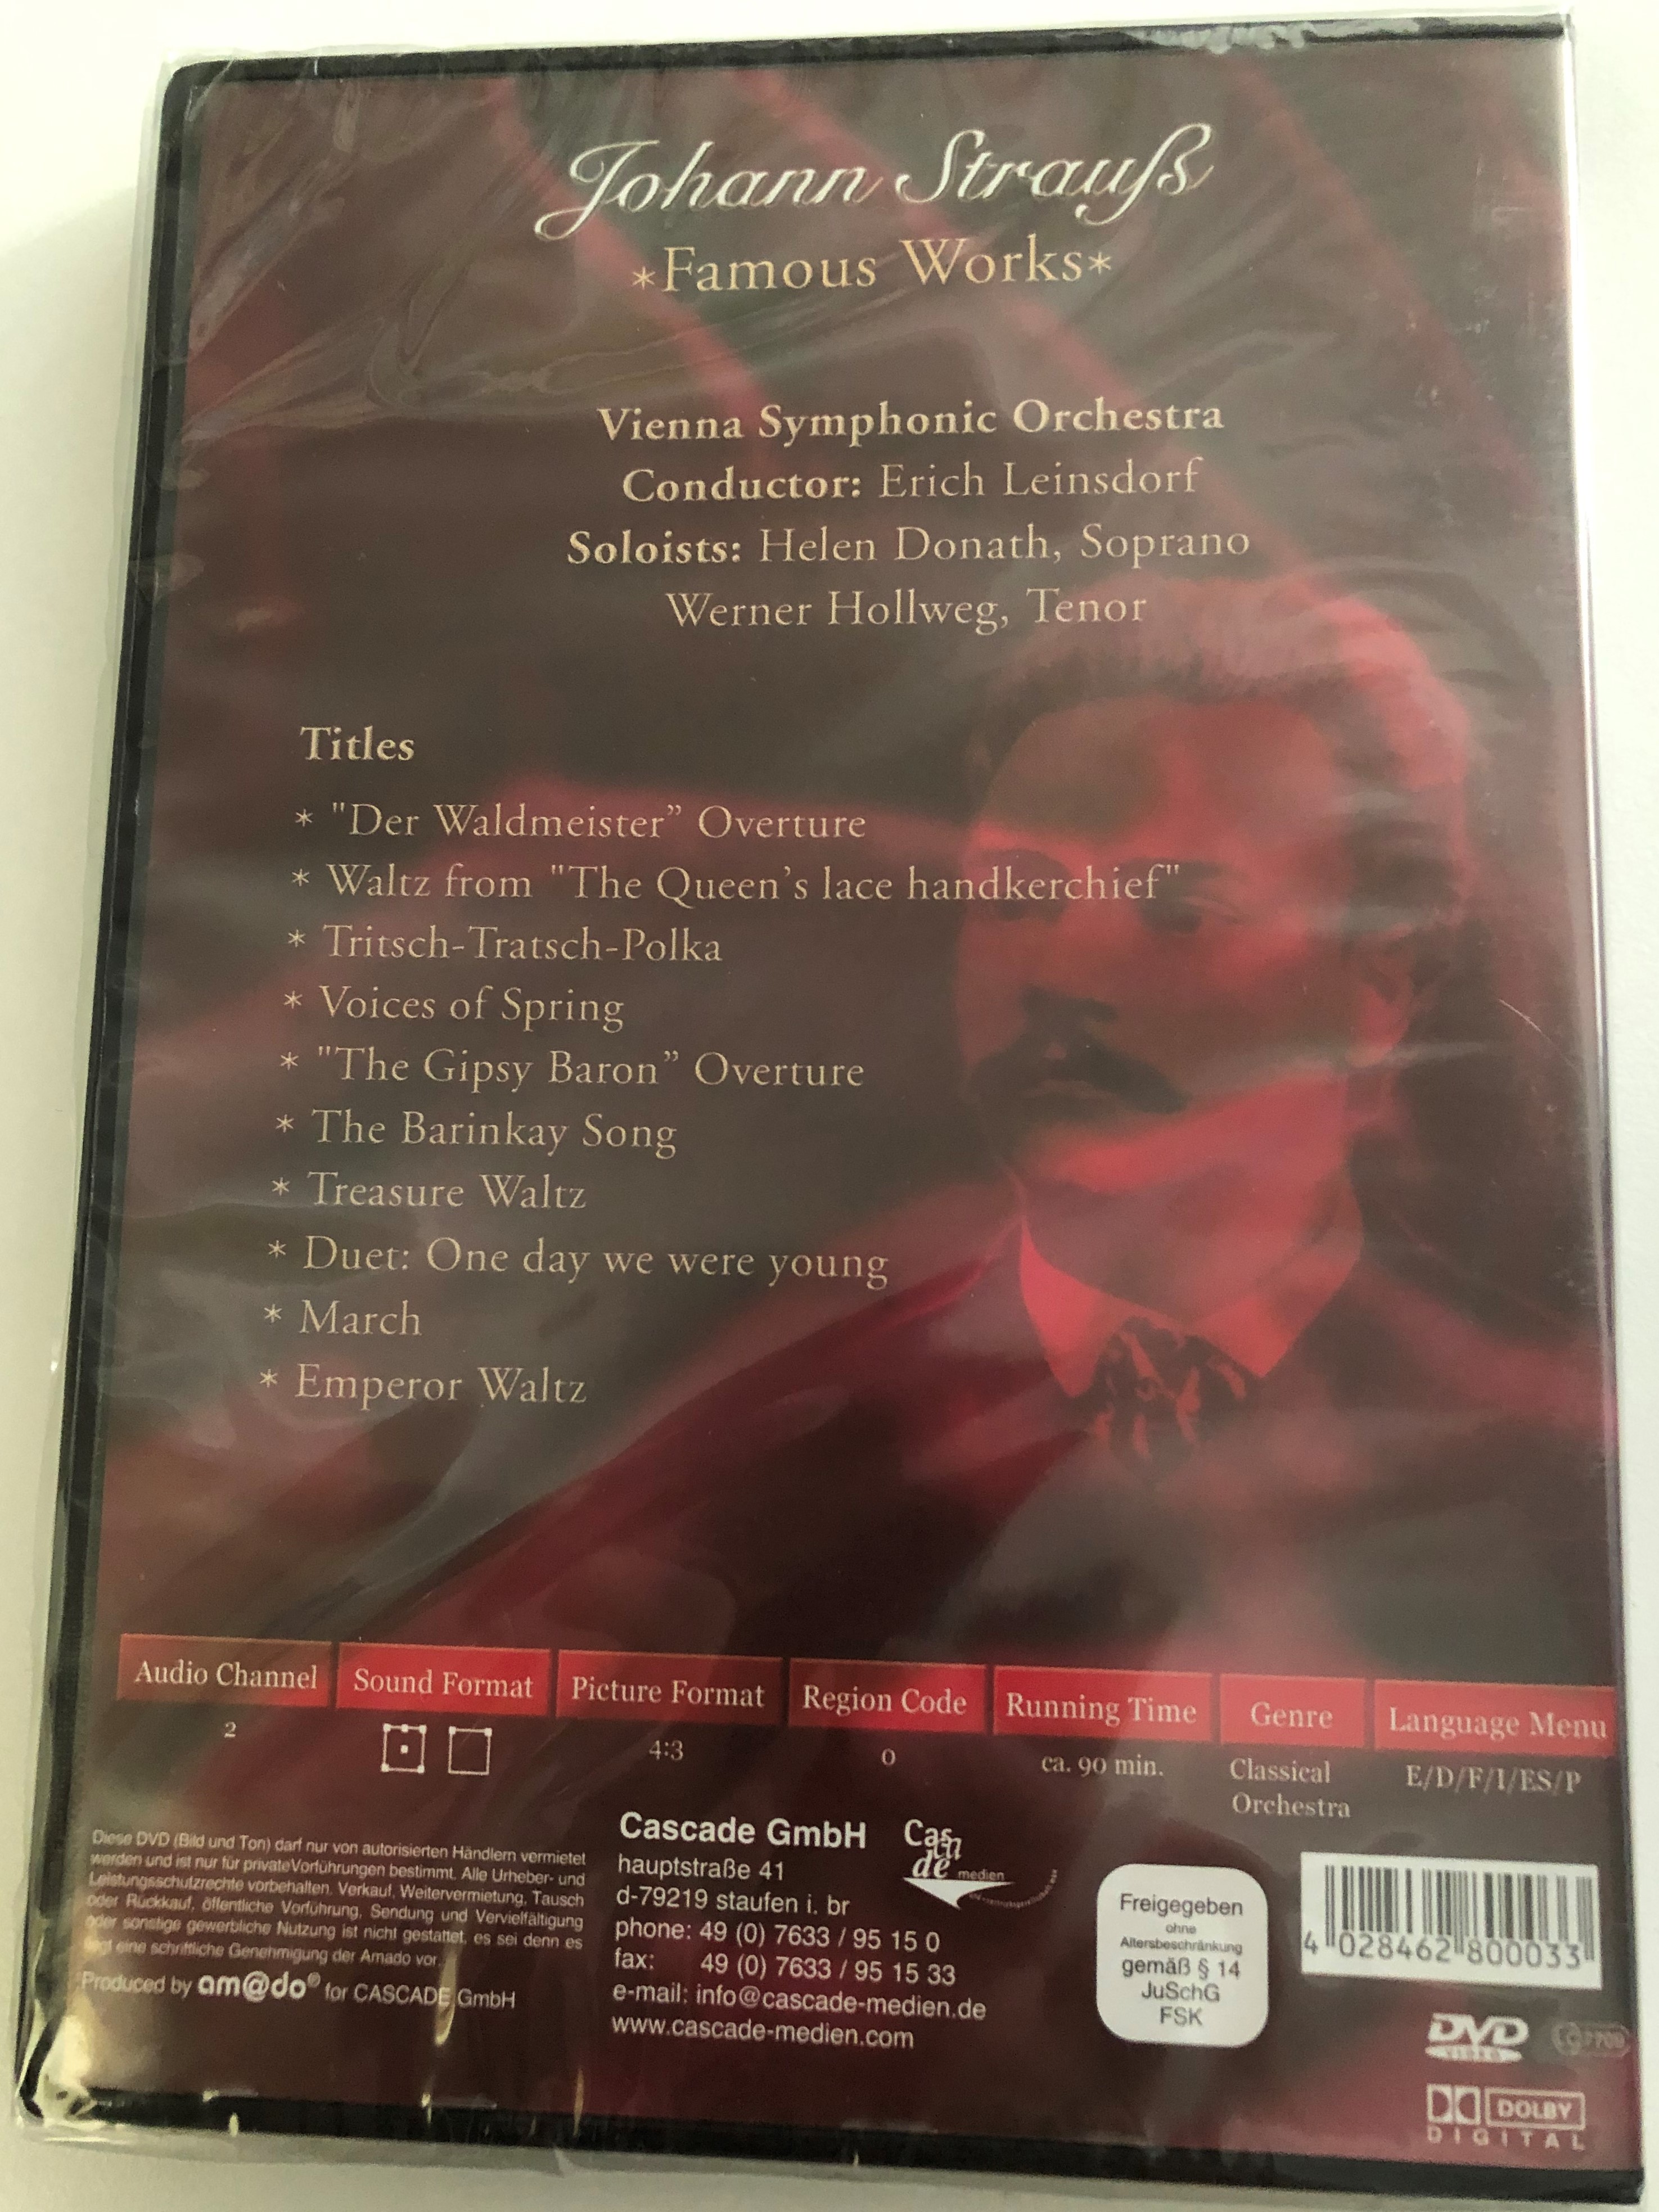 Johann Strauß
*Famous Works*
Vienna Symphonic Orchestra
Conductor: Erich Leinsdorf
Soloists: Helen Donath, Soprano
Werner Hollweg, Tenor
Titles
* "Der Waldmeister” Overture
* Waltz from "The Queen’s lace handkerchief"
* Tritsch-Tratsch-Polka
* Voices of Spring
* "The Gipsy Baron” Overture
* The Barinkay Song
* Treasure Waltz
* Duet: One day we were young
* March
* Emperor Waltz
Audio Channel
2
Sound Format
Picture Format
4:3
Region Code
0
Running Time
ca. 90 min.
Genre
Classical
Orchestra
Language Menu
E/D/F/I/ES/P
Diese DVD (Bild und Ton) darf nur von autorisierten Händlern vermietet
werden und ist nur für privateVorführungen bestimmt. Alle Urheber- und
Leistungsschutzrechte vorbehalten. Verkauf, Weitervermietung, Tausch
oder Rückkauf, öffentliche Vorführung, Sendung und Vervielfältigung
oder sonstige gewerbliche Nutzung ist nicht gestattet, es sei denn es
liegt eine schriftliche Genehmigung der Amado vor.
Produced by am@do® for CASCADE GmbH
Cascade GmbH
hauptstraße 41
d-79219 staufen i. br
phone: 49 (0) 7633 / 95 15 0
fax: 49 (0) 7633 / 95 15 33
e-mail: info@cascade-medien.de
www.cascade-medien.com
medien
Freigegeben
ohne
Altersbeschränkung
gemäß § 14
JuSchG
FSK
4 028462 800033
DVD
VIDEO
DOLBY
DIGITAL